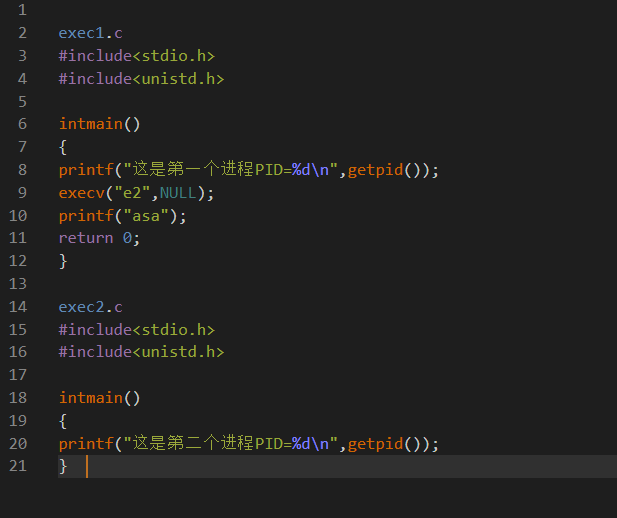 1
2 exec1.c
3 #include<stdio.h>
4 #include<unistd.h>
5
6 intmain()
7 {
8 printf("这是第一个进程PID=%d\n",getpid());
9 execv("e2",NULL);
10 printf("asa");
11 return 0;
12 }
13
14 exec2.c
15 #include<stdio.h>
16 #include<unistd.h>
17
18 intmain()
19 {
20 printf("这是第二个进程PID=%d\n",getpid());
21 }